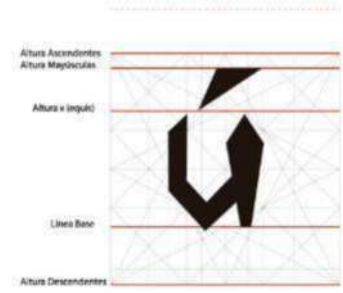 Altura Ascendentes
Altura Mayúsculas
ú
Altura x (equis)
Línea Base
Altura Descendentes